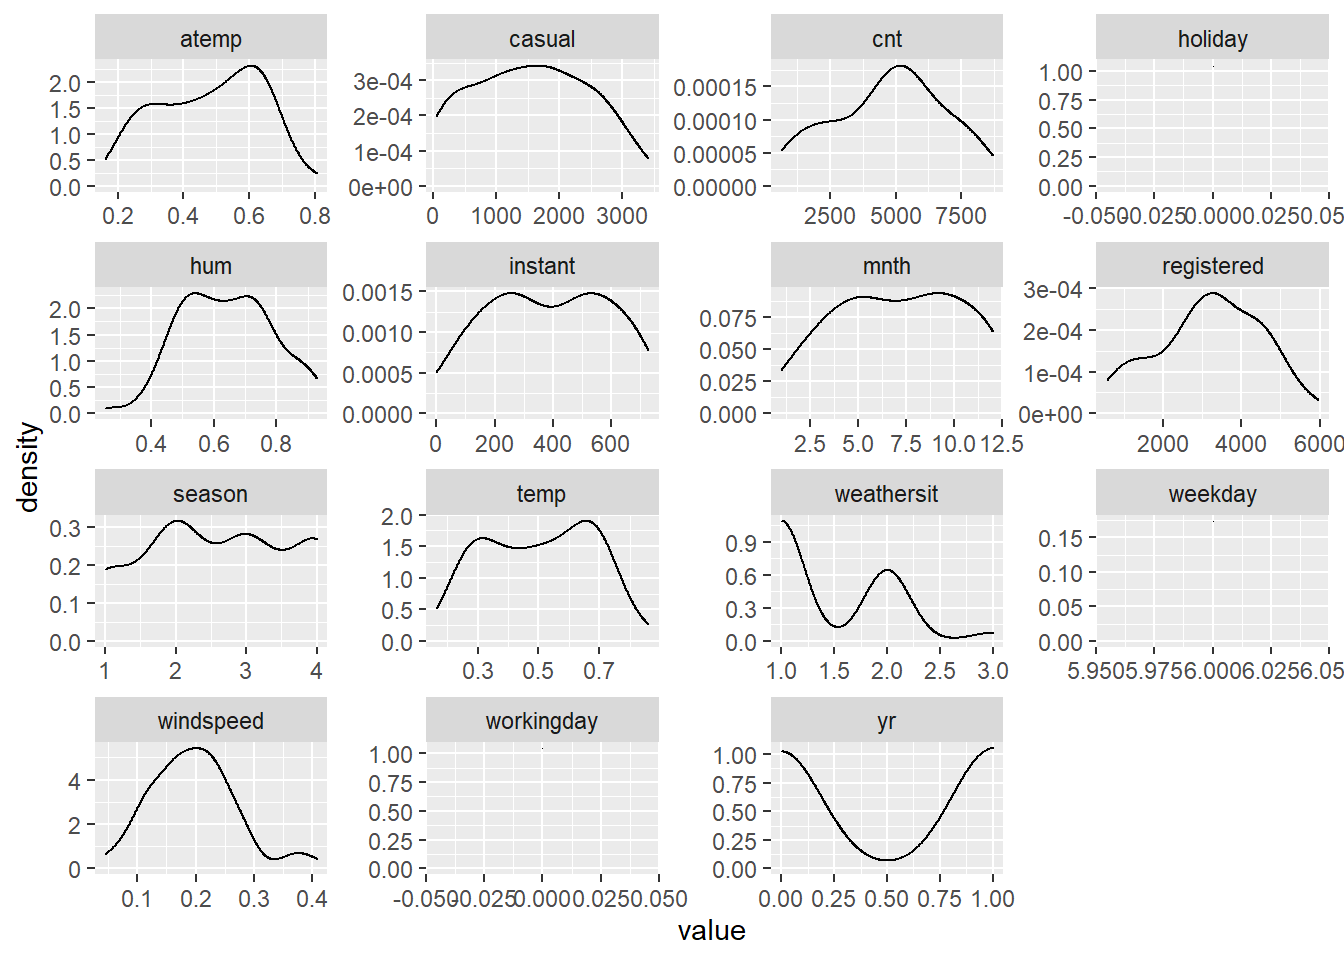 atemp casual cnt holiday
2.0 3e-04 0.00015 1.00
1.5 2e-04 0.00010 0.75
1.0 1e-04 0.00005 0.50
0.5 0e+00 0.00000 0.25
0.0 0.00
0.2 0.4 0.6 0.8 0 1000 2000 3000 2500 5000 7500 -0.050 -0.025 0.000 0.025 0.05
hum instant mnth registered
2.0 0.0015 0.075 3e-04
1.5 0.0010 0.050 2e-04
1.0 0.0005 0.025 1e-04
0.5 0.0000 0.000 0e+00
0.0
0.4 0.6 0.8 0 200 400 600 2.5 5.0 7.5 10.0 12.5 2000 4000 6000
density
season temp weathersit weekday
0.3 2.0 0.9 0.15
0.2 1.5 0.6 0.10
0.1 1.0 0.3 0.05
0.0 0.5 0.0 0.00
0.0
1 2 3 4 0.3 0.5 0.7 1.0 1.5 2.0 2.5 3.0 5.950 5.975 6.000 6.025 6.05
windspeed workingday yr
4 1.00 1.00
2 0.75 0.75
0 0.50 0.50
0.25 0.25
0.00 0.00
0.1 0.2 0.3 0.4 -0.050 -0.025 0.000 0.025 0.050 0.00 0.25 0.50 0.75 1.00
value